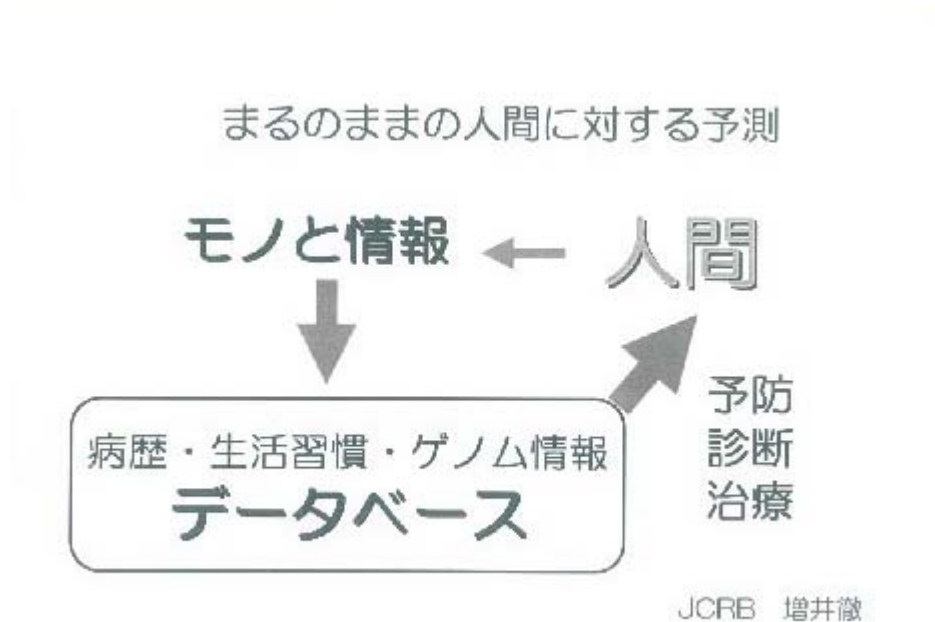 まるのままの人間に対する予測
モノと情報
人間
病歴・生活習慣・ゲノム情報
データベース
予防
診断
治療
JCRB 増井徹